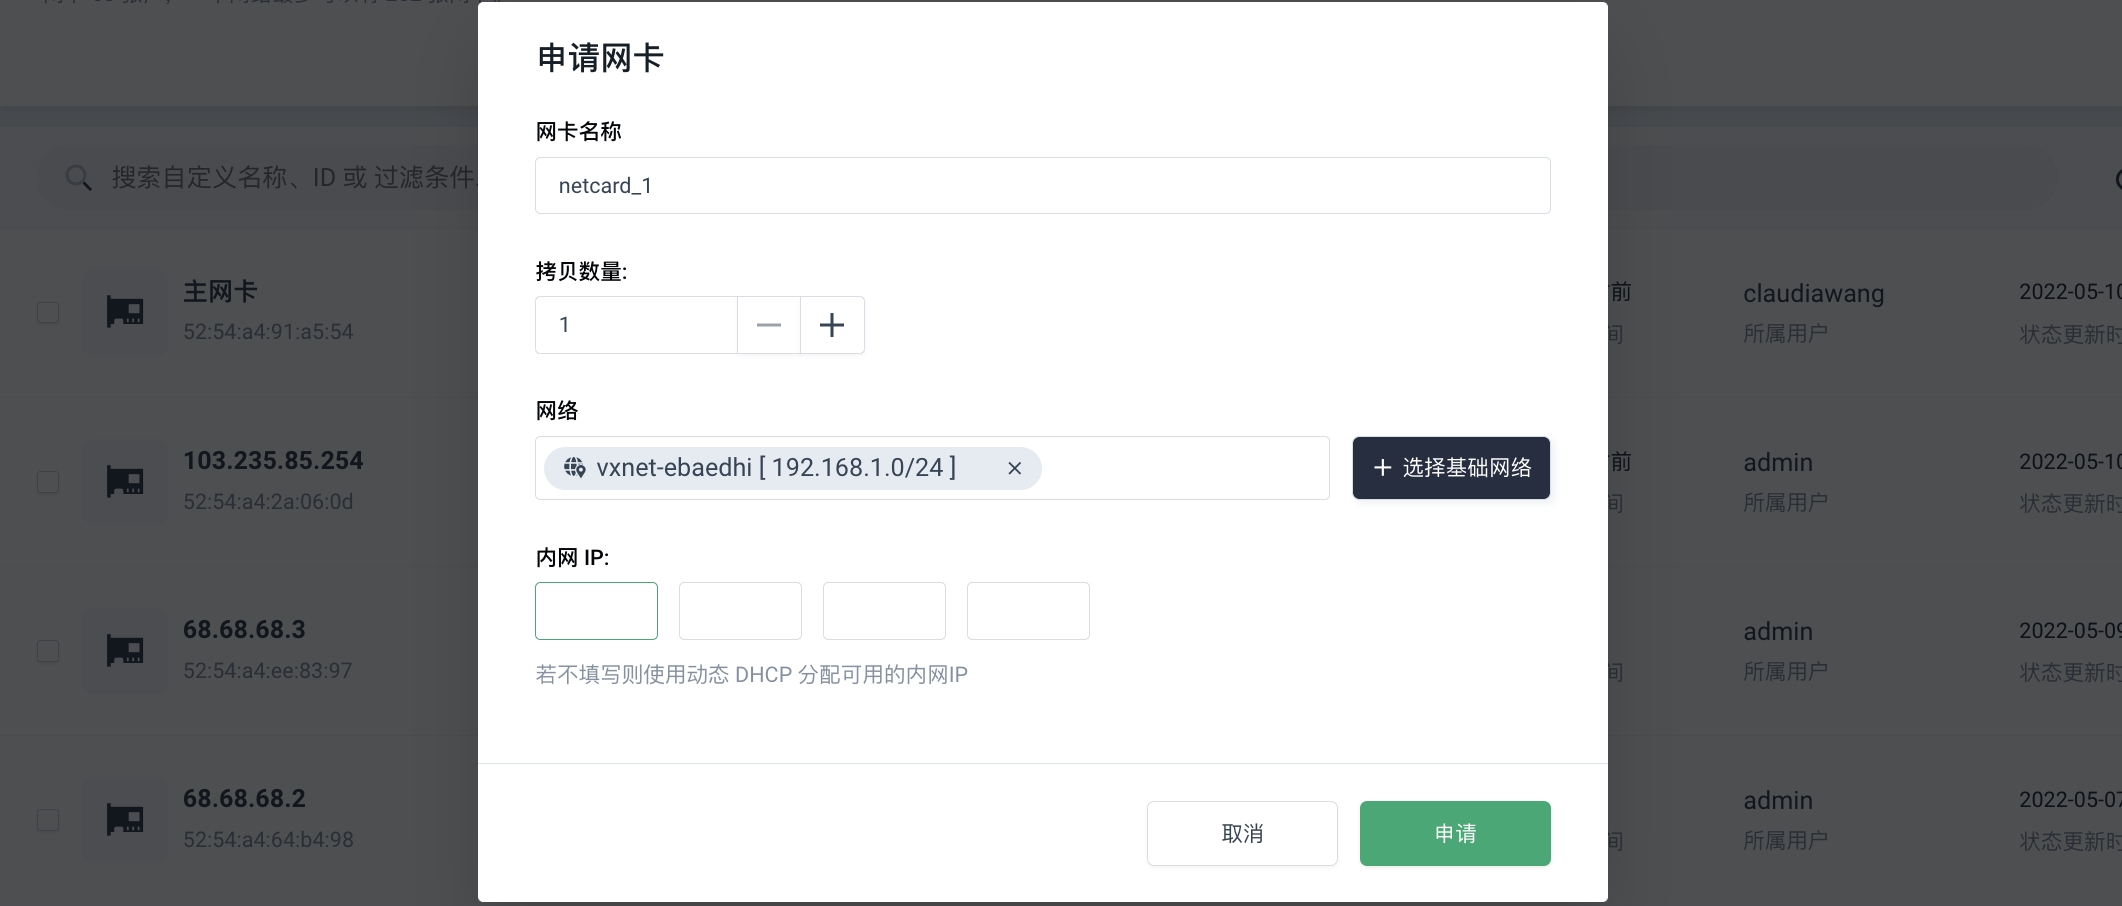 申请网卡
网卡名称
netcard_1
搜索自定义名称、ID 或 过滤条件
拷贝数量:
主网卡
52:54:a4:91:a5:54
1
前
claudiawang
2022-05-10
间
所属用户
状态更新时
网络
vxnet-ebaedhi [ 192.168.1.0/24 ]
选择基础网络
103.235.85.254
52:54:a4:2a:06:0d
前
admin
2022-05-10
间
所属用户
状态更新时
内网 IP:
68.68.68.3
52:54:a4:ee:83:97
admin
2022-05-09
间
所属用户
状态更新时
若不填写则使用动态 DHCP 分配可用的内网IP
68.68.68.2
52:54:a4:64:b4:98
admin
2022-05-07
间
所属用户
状态更新时
取消
申请